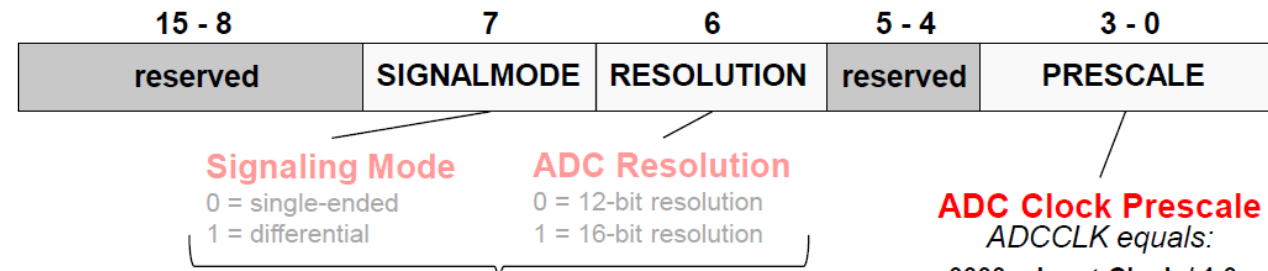 15 - 8 7 6 5 - 4 3 - 0
reserved SIGNALMODE RESOLUTION reserved PRESCALE
Signaling Mode ADC Resolution
0 = single-ended 0 = 12-bit resolution
1 = differential 1 = 16-bit resolution
ADC Clock Prescale
ADCCLK equals: